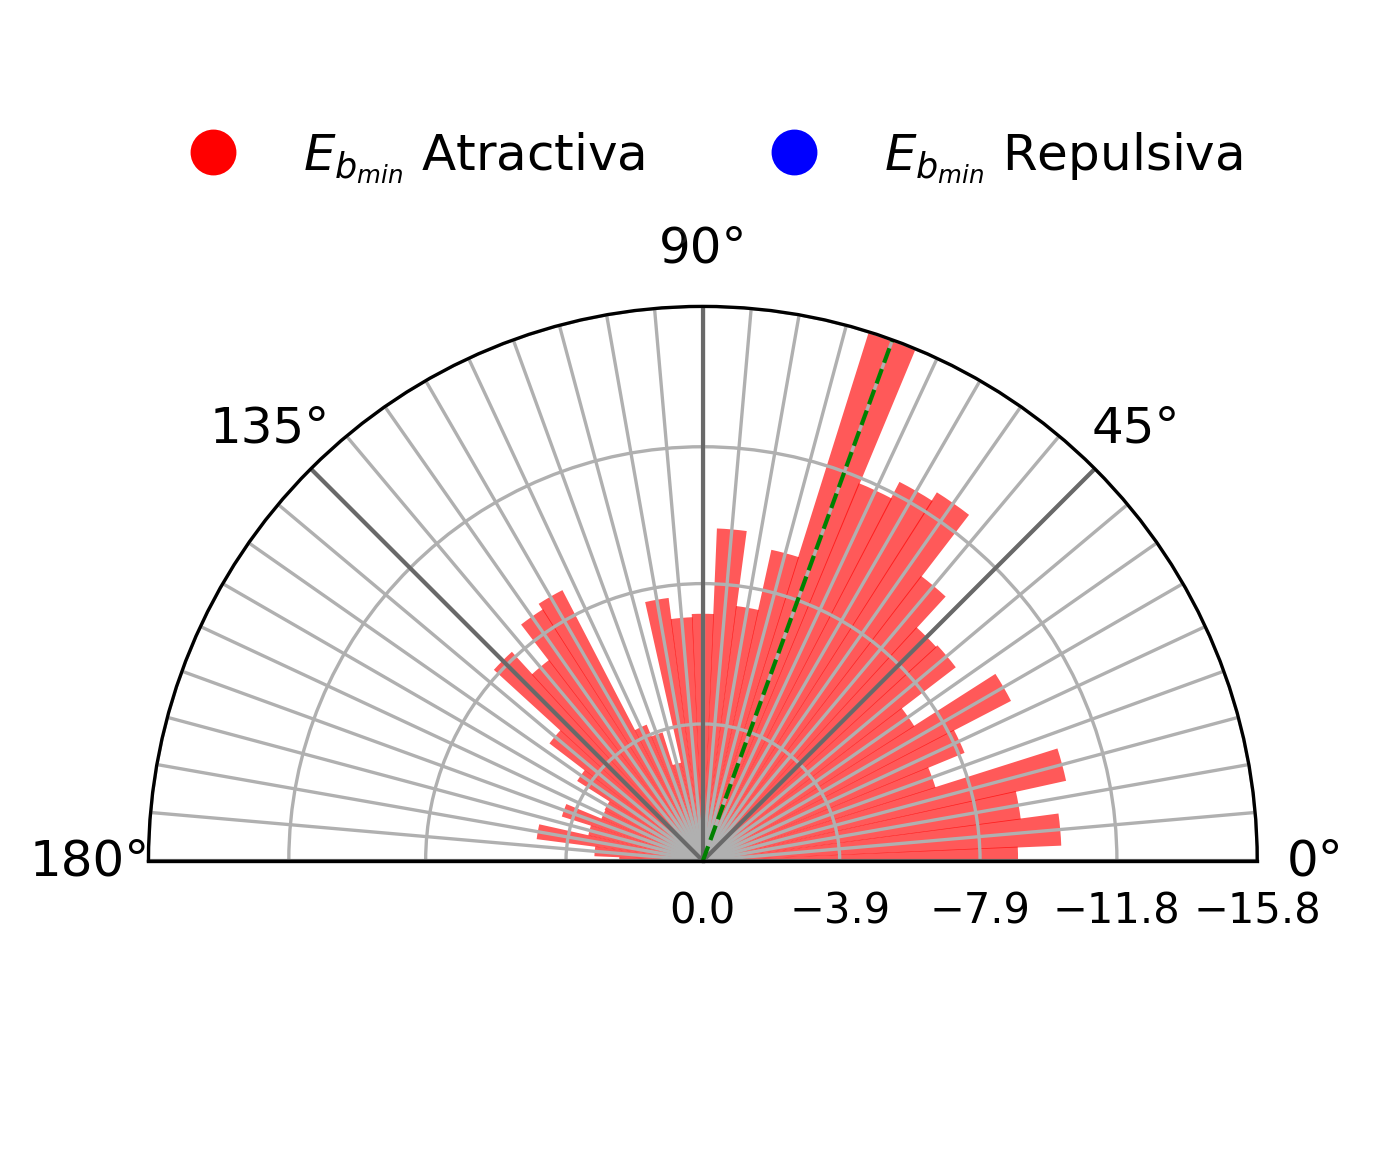 E_{b_{min}} Atractiva E_{b_{min}} Repulsiva
90°
135° 45°
180° 0°
0.0 −3.9 −7.9 −11.8 −15.8